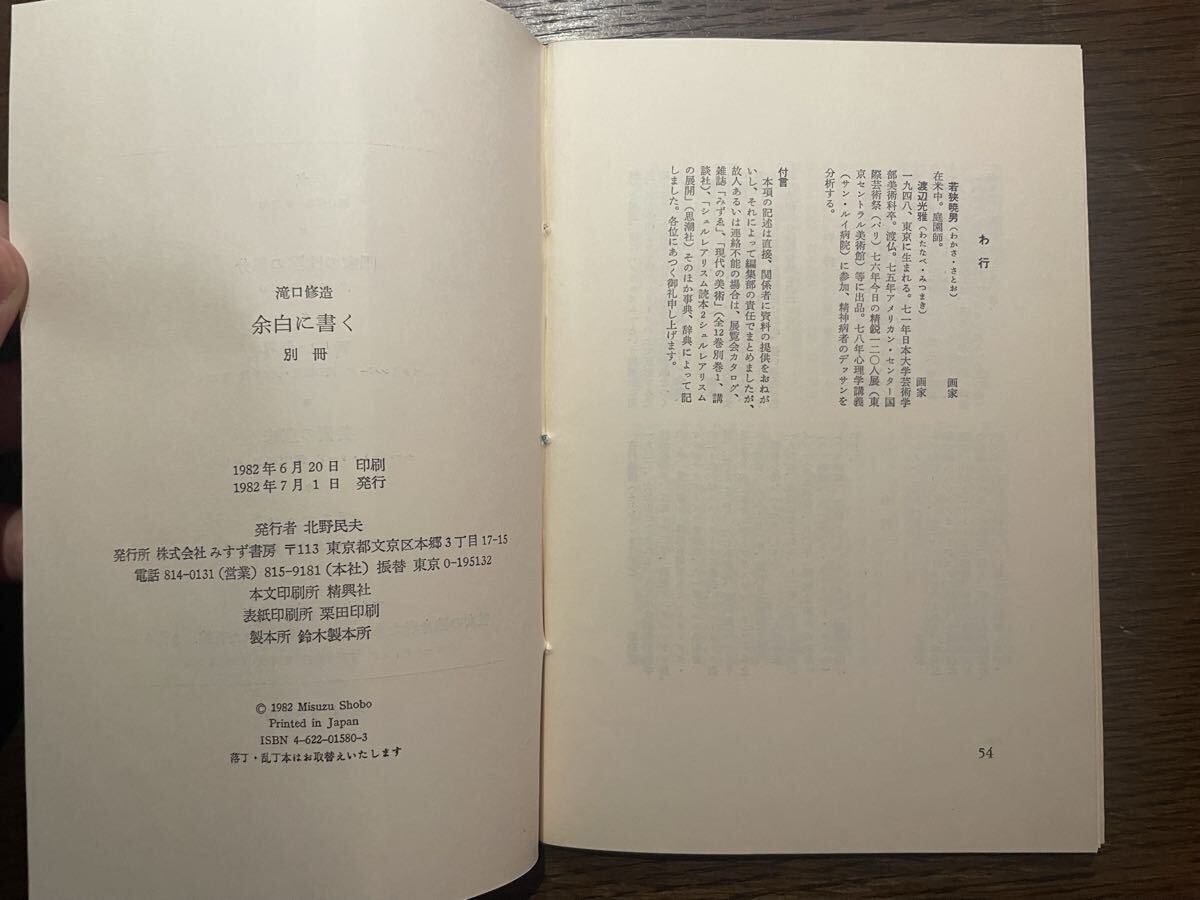 わ行
若狭暁男（わかさ・さとお） 画家
在米中。庭園師。
渡辺光雅（わたなべ・みつまさ） 画家
一九四八、東京に生まれる。七一年日本大学芸術学
部美術科卒。渡仏。七五年アメリカン・センター国
際芸術祭（パリ）七六年今日の精鋭一二〇人展（東
京セントラル美術館）等に出品。七八年心理学講義
（サン・ルイ病院）に参加、精神病者のデッサンを
分析する。
付言
本項の記述は直接、関係者に資料の提供をおねが
いし、それによって編集部の責任でまとめましたが、
故人あるいは連絡不能の場合は、展覧会カタログ、
雑誌「みずゑ」、「現代の美術」（全12巻別巻1、講
談社）、「シュルレアリスム読本2シュルレアリスム
の展開」（思潮社）そのほか事典、辞典によって記
しました。各位にあつく御礼申し上げます。
54
滝口修造
余白に書く
別冊
1982年6月20日 印刷
1982年7月1日 発行
発行者 北野民夫
発行所 株式会社 みすず書房 〒113 東京都文京区本郷3丁目17-15
電話 814-0131（営業）815-9181（本社）振替 東京0-195132
本文印刷所 精興社
表紙印刷所 栗田印刷
製本所 鈴木製本所
© 1982 Misuzu Shobo
Printed in Japan
ISBN 4-622-01580-3
落丁・乱丁本はお取替えいたします